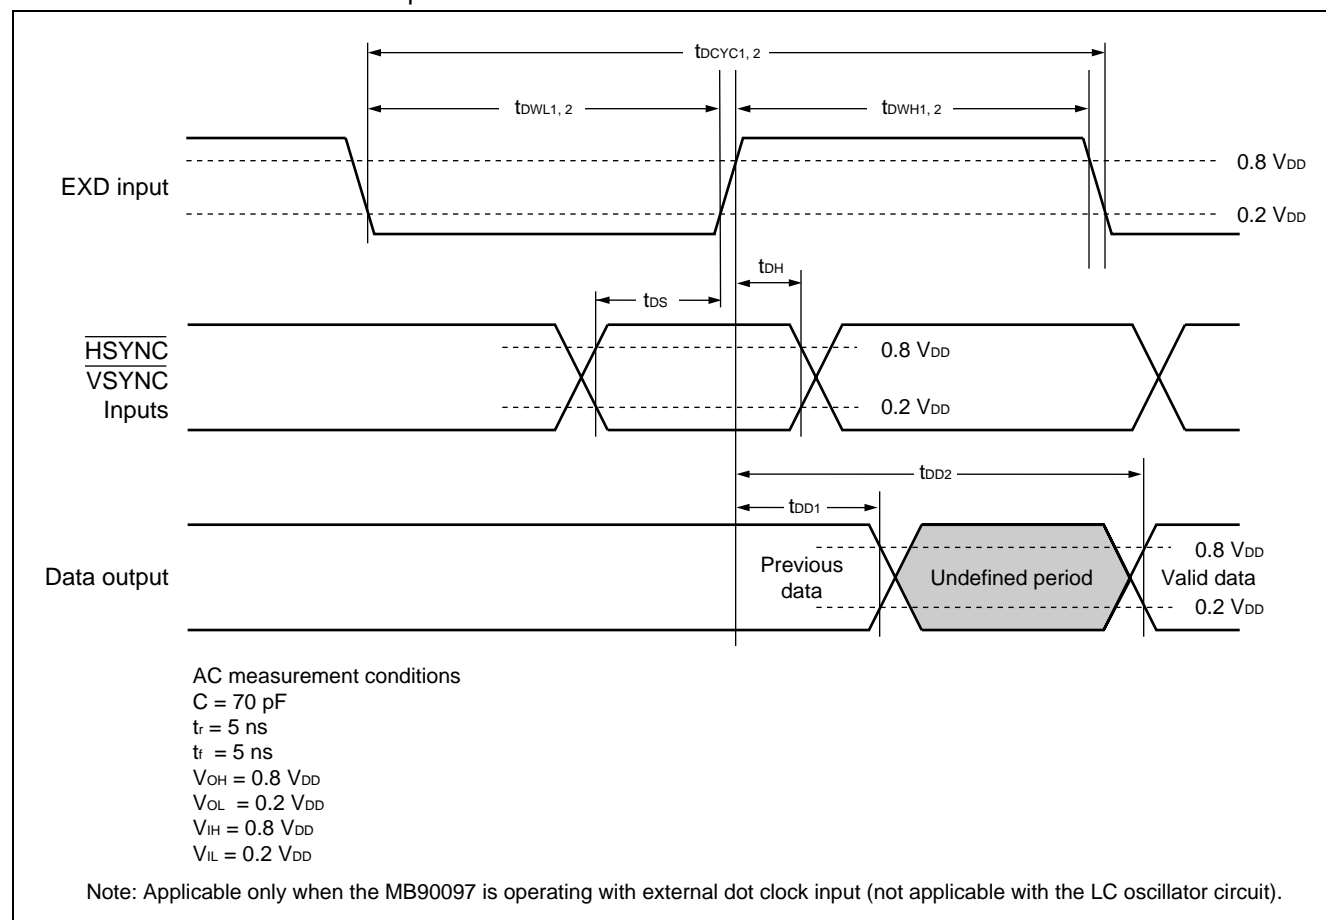 tDCYC1, 2
tDWL1, 2
tDWH1, 2
EXD input
0.8 VDD
0.2 VDD
tDH
tDS
HSYNC
VSYNC
Inputs
0.8 VDD
0.2 VDD
tDD2
tDD1
Data output
Previous
data
Undefined period
Valid data
0.8 VDD
0.2 VDD
AC measurement conditions
C = 70 pF
tr = 5 ns
tf = 5 ns
VOH = 0.8 VDD
VOL = 0.2 VDD
VIH = 0.8 VDD
VIL = 0.2 VDD
Note: Applicable only when the MB90097 is operating with external dot clock input (not applicable with the LC oscillator circuit).